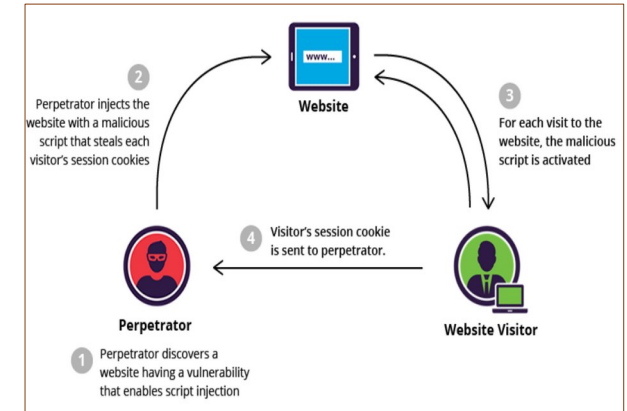 www...
Website
2
Perpetrator injects the
website with a malicious
script that steals each
visitor's session cookies
3
For each visit to the
website, the malicious
script is activated
4
Visitor's session cookie
is sent to perpetrator.
Perpetrator
Website Visitor
1
Perpetrator discovers a
website having a vulnerability
that enables script injection